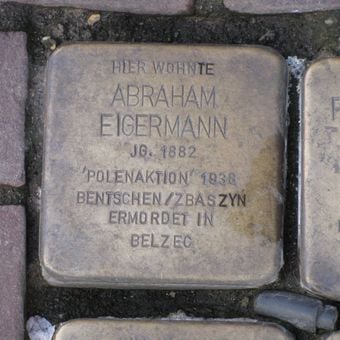 HIER WOHNTE
ABRAHAM
EIGERMANN
JG. 1882
'POLENAKTION' 1938
BENTSCHEN/ZBASZYN
ERMORDET IN
BELZEC